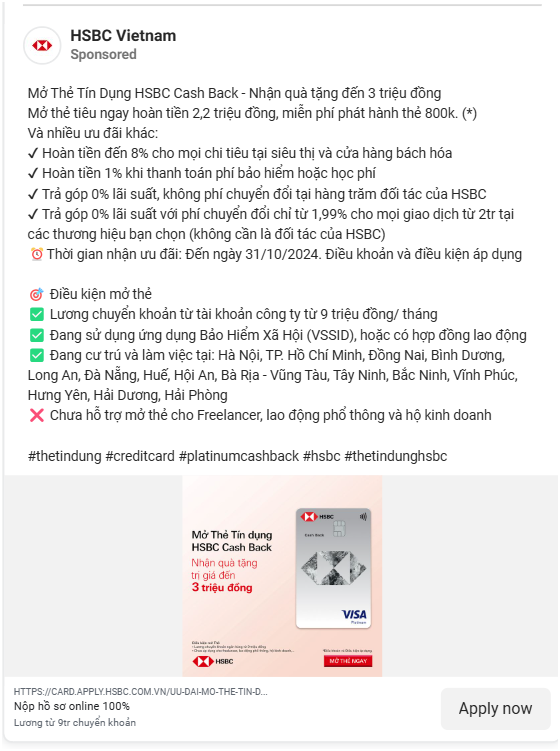 HSBC Vietnam
Sponsored
Mở Thẻ Tín Dụng HSBC Cash Back - Nhận quà tặng đến 3 triệu đồng
Mở thẻ tiêu ngay hoàn tiền 2,2 triệu đồng, miễn phí phát hành thẻ 800k. (*)
Và nhiều ưu đãi khác:
✓ Hoàn tiền đến 8% cho mọi chi tiêu tại siêu thị và cửa hàng bách hóa
✓ Hoàn tiền 1% khi thanh toán phí bảo hiểm hoặc học phí
✓ Trả góp 0% lãi suất, không phí chuyển đổi tại hàng trăm đối tác của HSBC
✓ Trả góp 0% lãi suất với phí chuyển đổi chỉ từ 1,99% cho mọi giao dịch từ 2tr tại
các thương hiệu bạn chọn (không cần là đối tác của HSBC)
⏰ Thời gian nhận ưu đãi: Đến ngày 31/10/2024. Điều khoản và điều kiện áp dụng
🎯 Điều kiện mở thẻ
✅ Lương chuyển khoản từ tài khoản công ty từ 9 triệu đồng/ tháng
✅ Đang sử dụng ứng dụng Bảo Hiểm Xã Hội (VSSID), hoặc có hợp đồng lao động
✅ Đang cư trú và làm việc tại: Hà Nội, TP. Hồ Chí Minh, Đồng Nai, Bình Dương,
Long An, Đà Nẵng, Huế, Hội An, Bà Rịa - Vũng Tàu, Tây Ninh, Bắc Ninh, Vĩnh Phúc,
Hưng Yên, Hải Dương, Hải Phòng
❌ Chưa hỗ trợ mở thẻ cho Freelancer, lao động phổ thông và hộ kinh doanh
#thetindung #creditcard #platinumcashback #hsbc #thetindunghsbc
HSBC
Cash Back
Mở Thẻ Tín dụng
HSBC Cash Back
Nhận quà tặng
trị giá đến
3 triệu đồng
VISA
Platinum
HSBC
MỞ THẺ NGAY
HTTPS://CARD.APPLY.HSBC.COM.VN/UU-DAI-MO-THE-TIN-D...
Nộp hồ sơ online 100%
Lương từ 9tr chuyển khoản
Apply now